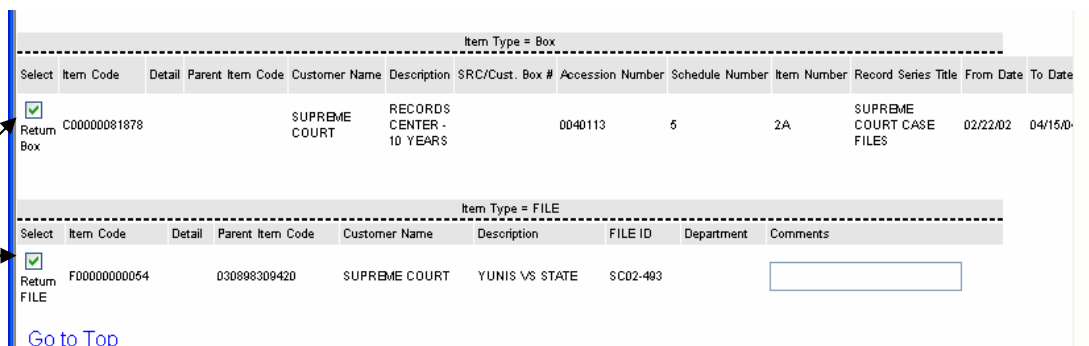 Item Type = Box
Select Item Code Detail Parent Item Code Customer Name Description SRC/Cust. Box # Accession Number Schedule Number Item Number Record Series Title From Date To Date
Return Box C00000081878 SUPREME COURT RECORDS CENTER - 10 YEARS 0040113 5 2A SUPREME COURT CASE FILES 02/22/02 04/15/0
Item Type = FILE
Select Item Code Detail Parent Item Code Customer Name Description FILE ID Department Comments
Return FILE F00000000054 030898309420 SUPREME COURT YUNIS VS STATE SC02-493
Go to Top